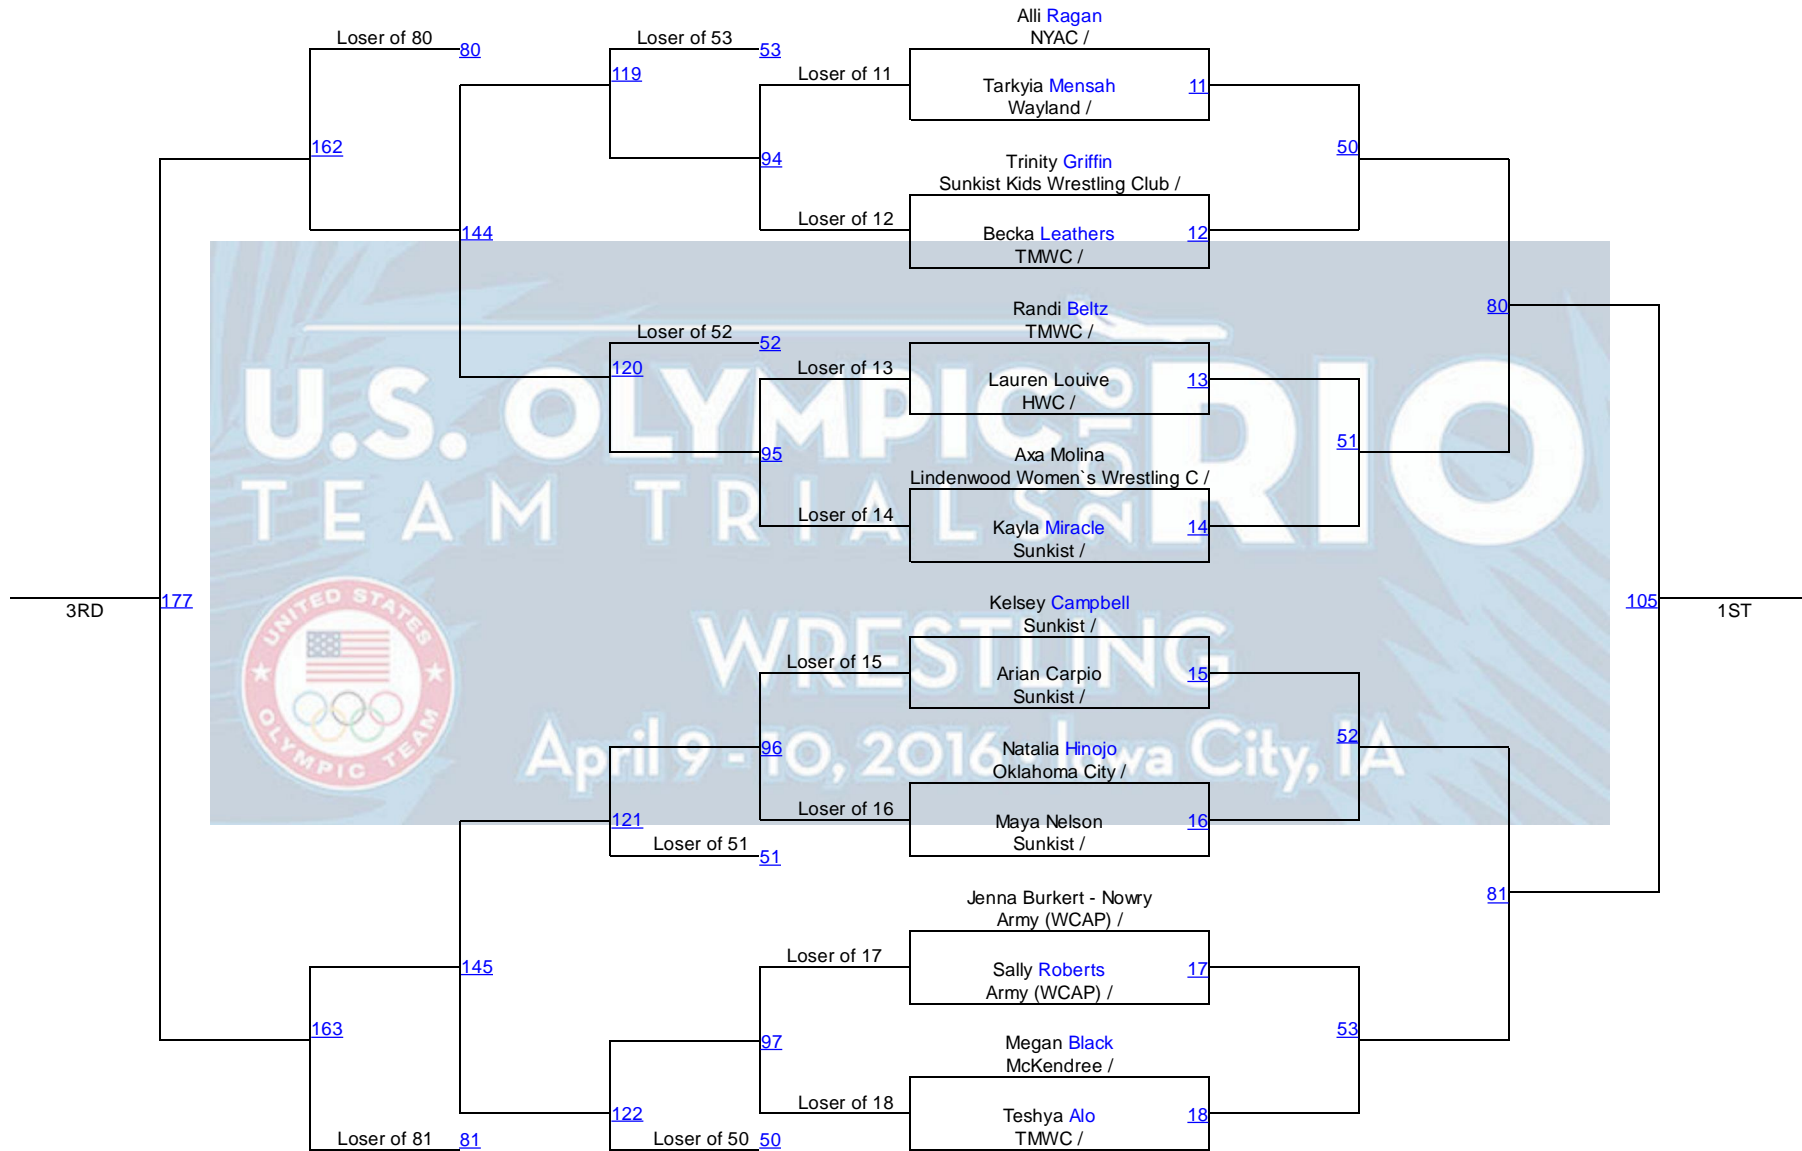 Alli Ragan
NYAC /
Loser of 80
80
Loser of 53
53
119
Loser of 11
Tarkyia Mensah
11
Wayland /
162
94
Trinity Griffin
50
Sunkist Kids Wrestling Club /
Loser of 12
144
Becka Leathers
12
TMWC /
Randi Beltz
80
TMWC /
Loser of 52
52
120
Loser of 13
Lauren Louive
13
HWC /
U.S. OLYMPIC
2016
RIO
TEAM TRIALS
95
Axa Molina
51
Lindenwood Women`s Wrestling C /
Loser of 14
Kayla Miracle
14
Sunkist /
3RD
177
UNITED STATES
OLYMPIC TEAM
Kelsey Campbell
Sunkist /
105
1ST
WRESTLING
Loser of 15
Arian Carpio
15
Sunkist /
96
Natalia Hinojo
52
Oklahoma City /
April 9 - 10, 2016 · Iowa City, IA
Loser of 16
121
Maya Nelson
16
Sunkist /
Loser of 51
51
Jenna Burkert - Nowry
81
Army (WCAP) /
Loser of 17
145
Sally Roberts
17
Army (WCAP) /
163
97
Megan Black
53
McKendree /
Loser of 18
122
Teshya Alo
18
TMWC /
Loser of 81
81
Loser of 50
50